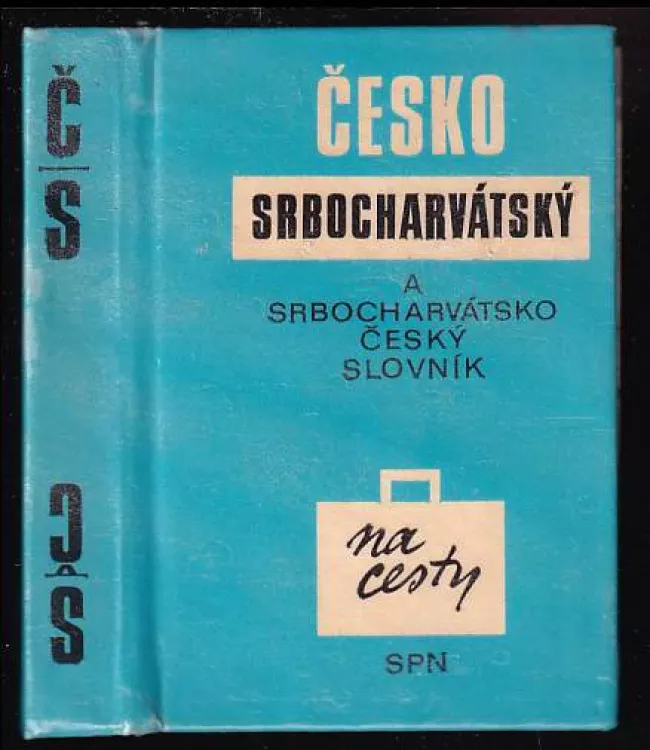 Č
S
S
Č
ČESKO
SRBOCHARVÁTSKÝ
A
SRBOCHARVÁTSKO
ČESKÝ
SLOVNÍK
na
cesty
SPN